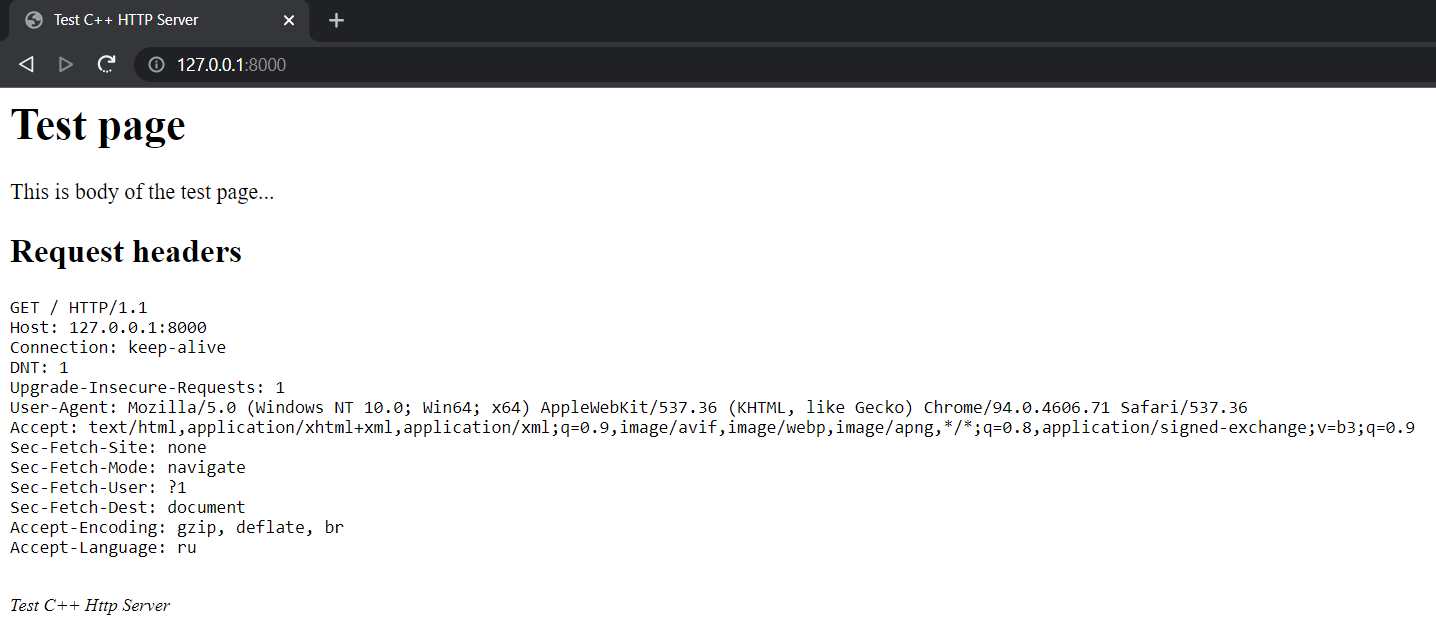 Test C++ HTTP Server
127.0.0.1:8000
Test page
This is body of the test page...
Request headers
GET / HTTP/1.1
Host: 127.0.0.1:8000
Connection: keep-alive
DNT: 1
Upgrade-Insecure-Requests: 1
User-Agent: Mozilla/5.0 (Windows NT 10.0; Win64; x64) AppleWebKit/537.36 (KHTML, like Gecko) Chrome/94.0.4606.71 Safari/537.36
Accept: text/html,application/xhtml+xml,application/xml;q=0.9,image/avif,image/webp,image/apng,*/*;q=0.8,application/signed-exchange;v=b3;q=0.9
Sec-Fetch-Site: none
Sec-Fetch-Mode: navigate
Sec-Fetch-User: ?1
Sec-Fetch-Dest: document
Accept-Encoding: gzip, deflate, br
Accept-Language: ru
Test C++ Http Server